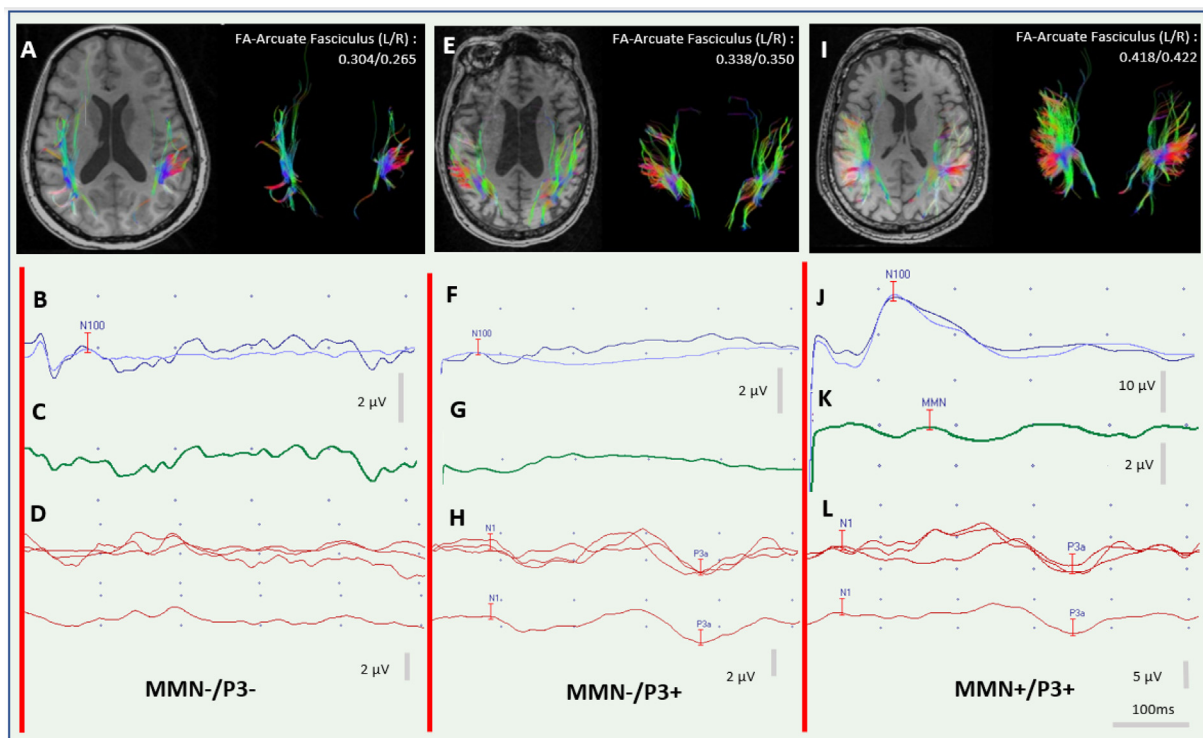 A
FA-Arcuate Fasciculus (L/R) :
0.304/0.265
E
FA-Arcuate Fasciculus (L/R) :
0.338/0.350
I
FA-Arcuate Fasciculus (L/R) :
0.418/0.422
B
N100
2 µV
C
D
2 µV
MMN-/P3-
F
N100
2 µV
G
H
N1
P3a
N1
P3a
2 µV
MMN-/P3+
J
N100
10 µV
K
MMN
2 µV
L
N1
P3a
N1
P3a
5 µV
MMN+/P3+
100ms